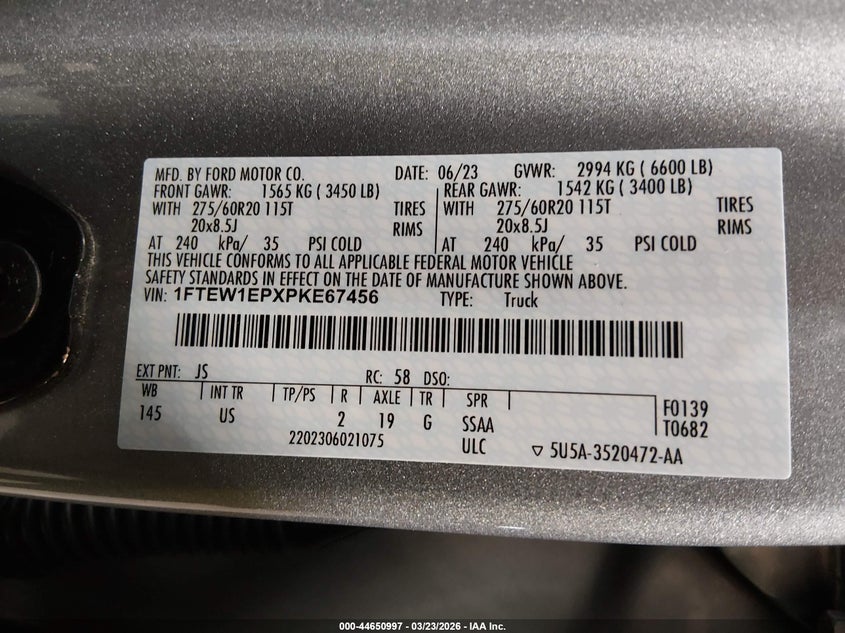 MFD. BY FORD MOTOR CO. DATE: 06/23 GVWR: 2994 KG ( 6600 LB)
FRONT GAWR: 1565 KG ( 3450 LB) REAR GAWR: 1542 KG ( 3400 LB)
WITH 275/60R20 115T TIRES WITH 275/60R20 115T TIRES
20x8.5J RIMS 20x8.5J RIMS
AT 240 kPa/ 35 PSI COLD AT 240 kPa/ 35 PSI COLD
THIS VEHICLE CONFORMS TO ALL APPLICABLE FEDERAL MOTOR VEHICLE
SAFETY STANDARDS IN EFFECT ON THE DATE OF MANUFACTURE SHOWN ABOVE.
VIN: 1FTEW1EPXPKE67456 TYPE: Truck
EXT PNT: JS RC: 58 DSO:
WB INT TR TP/PS R AXLE TR SPR F0139
145 US 2 19 G SSAA T0682
2202306021075 ULC ▽ 5U5A-3520472-AA
000-44650997 - 03/23/2026 - IAA Inc.